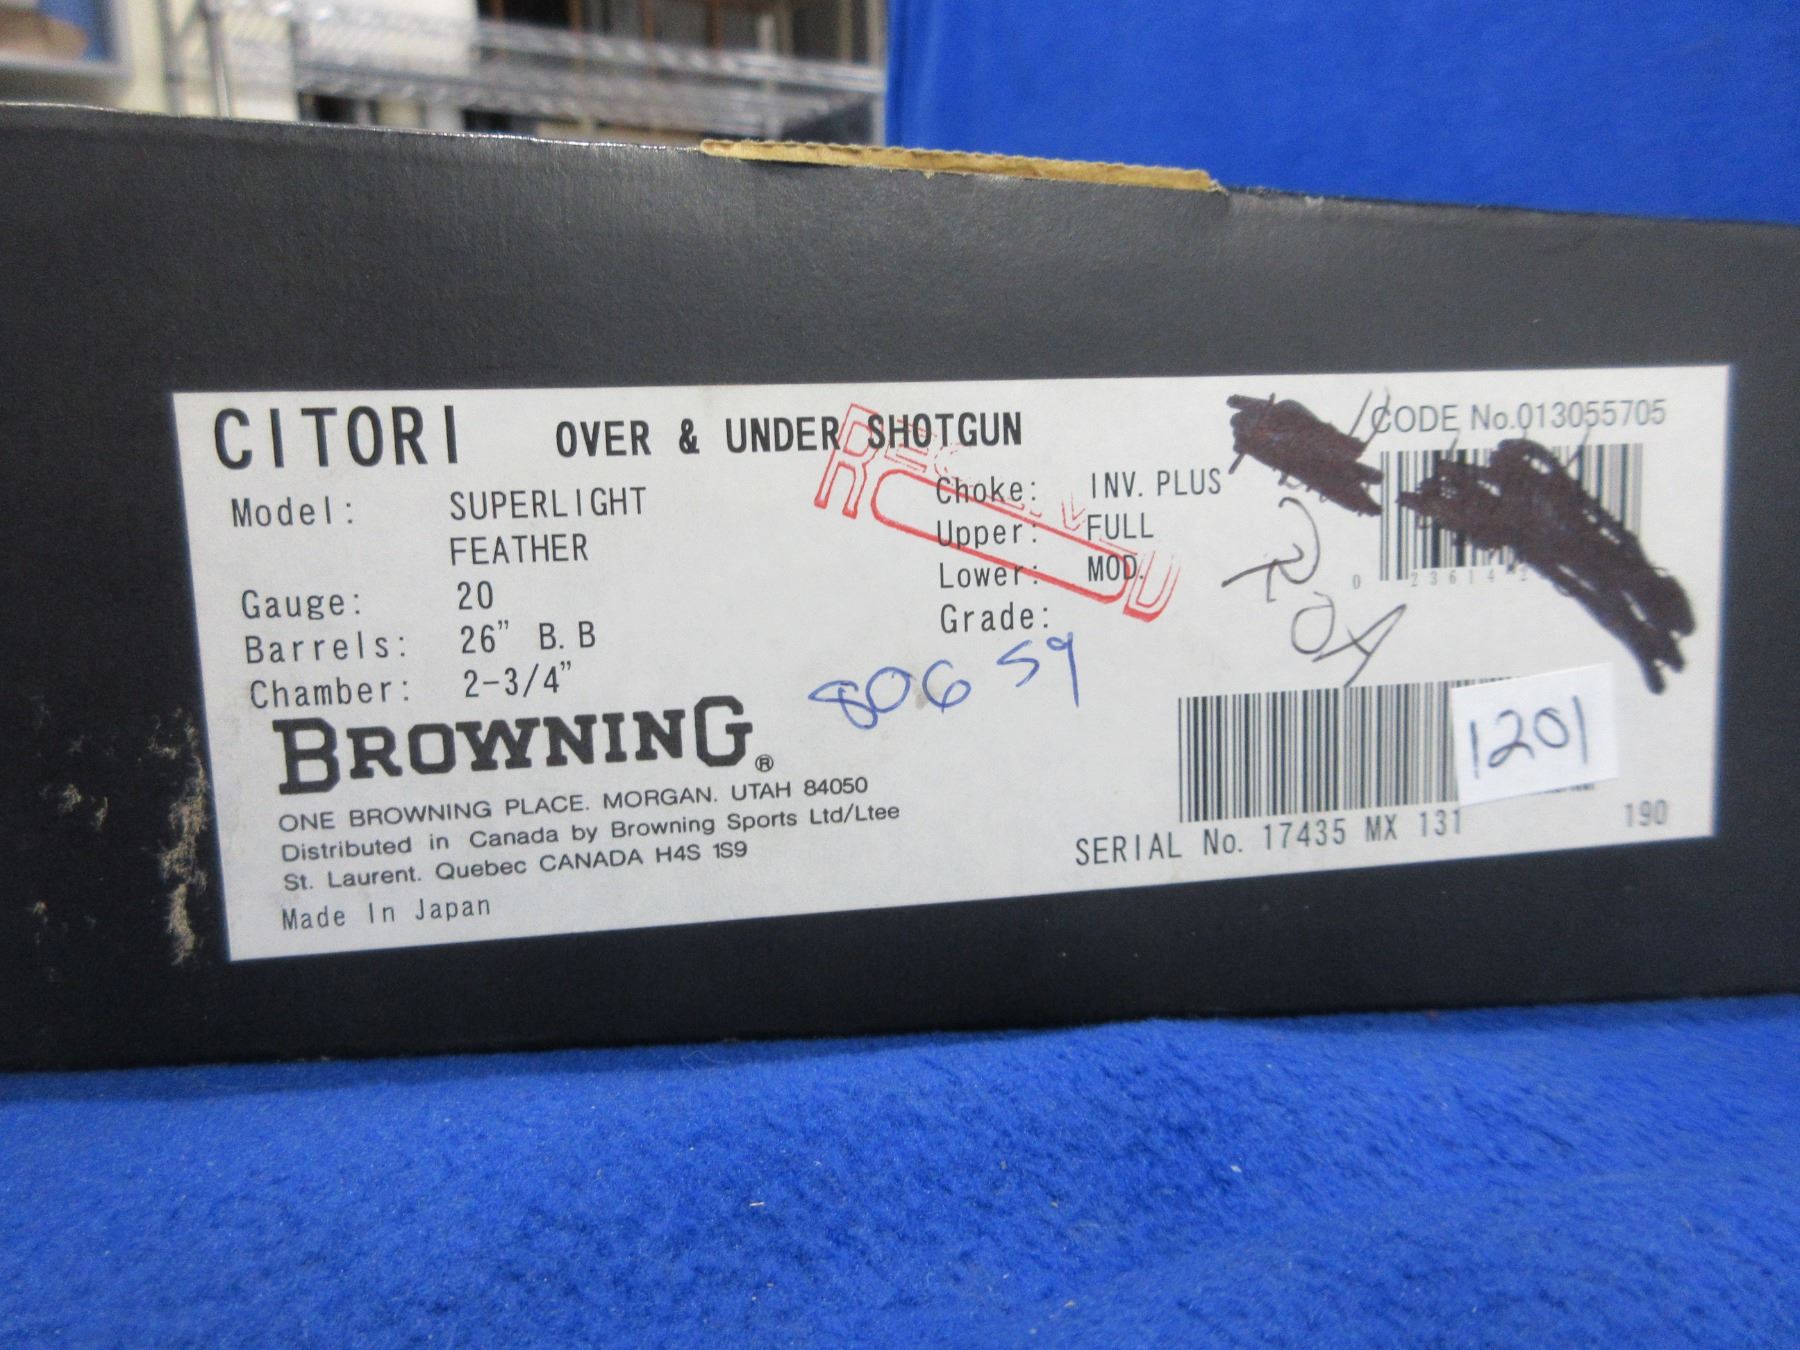 CITORI OVER & UNDER SHOTGUN
CODE No.013055705
Model: SUPERLIGHT
FEATHER
Gauge: 20
Barrels: 26" B.B
Chamber: 2-3/4"
Choke: INV. PLUS
Upper: FULL
Lower: MOD.
Grade:
RECEIVED
0 23614
80659
1201
BROWNING®
ONE BROWNING PLACE. MORGAN. UTAH 84050
Distributed in Canada by Browning Sports Ltd/Ltee
St. Laurent. Quebec CANADA H4S 1S9
Made In Japan
SERIAL No. 17435 MX 131
190